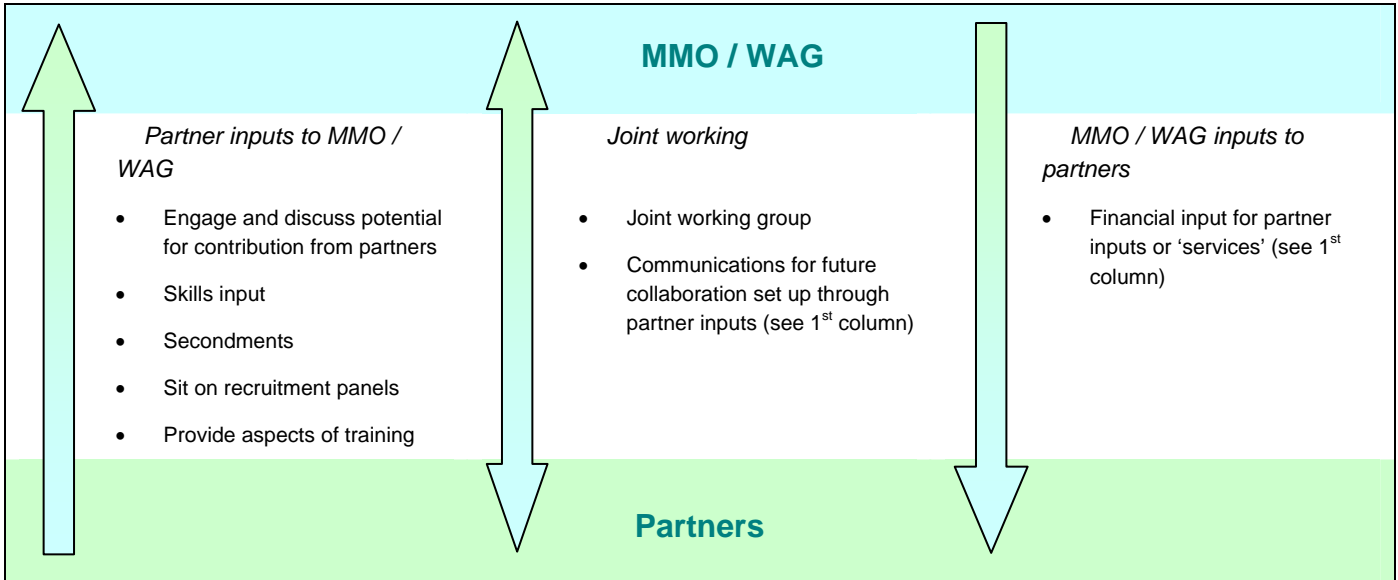 MMO / WAG
Partner inputs to MMO /
WAG
• Engage and discuss potential
for contribution from partners
• Skills input
• Secondments
• Sit on recruitment panels
• Provide aspects of training
Joint working
• Joint working group
• Communications for future
collaboration set up through
partner inputs (see 1st column)
MMO / WAG inputs to
partners
• Financial input for partner
inputs or ‘services’ (see 1st
column)
Partners